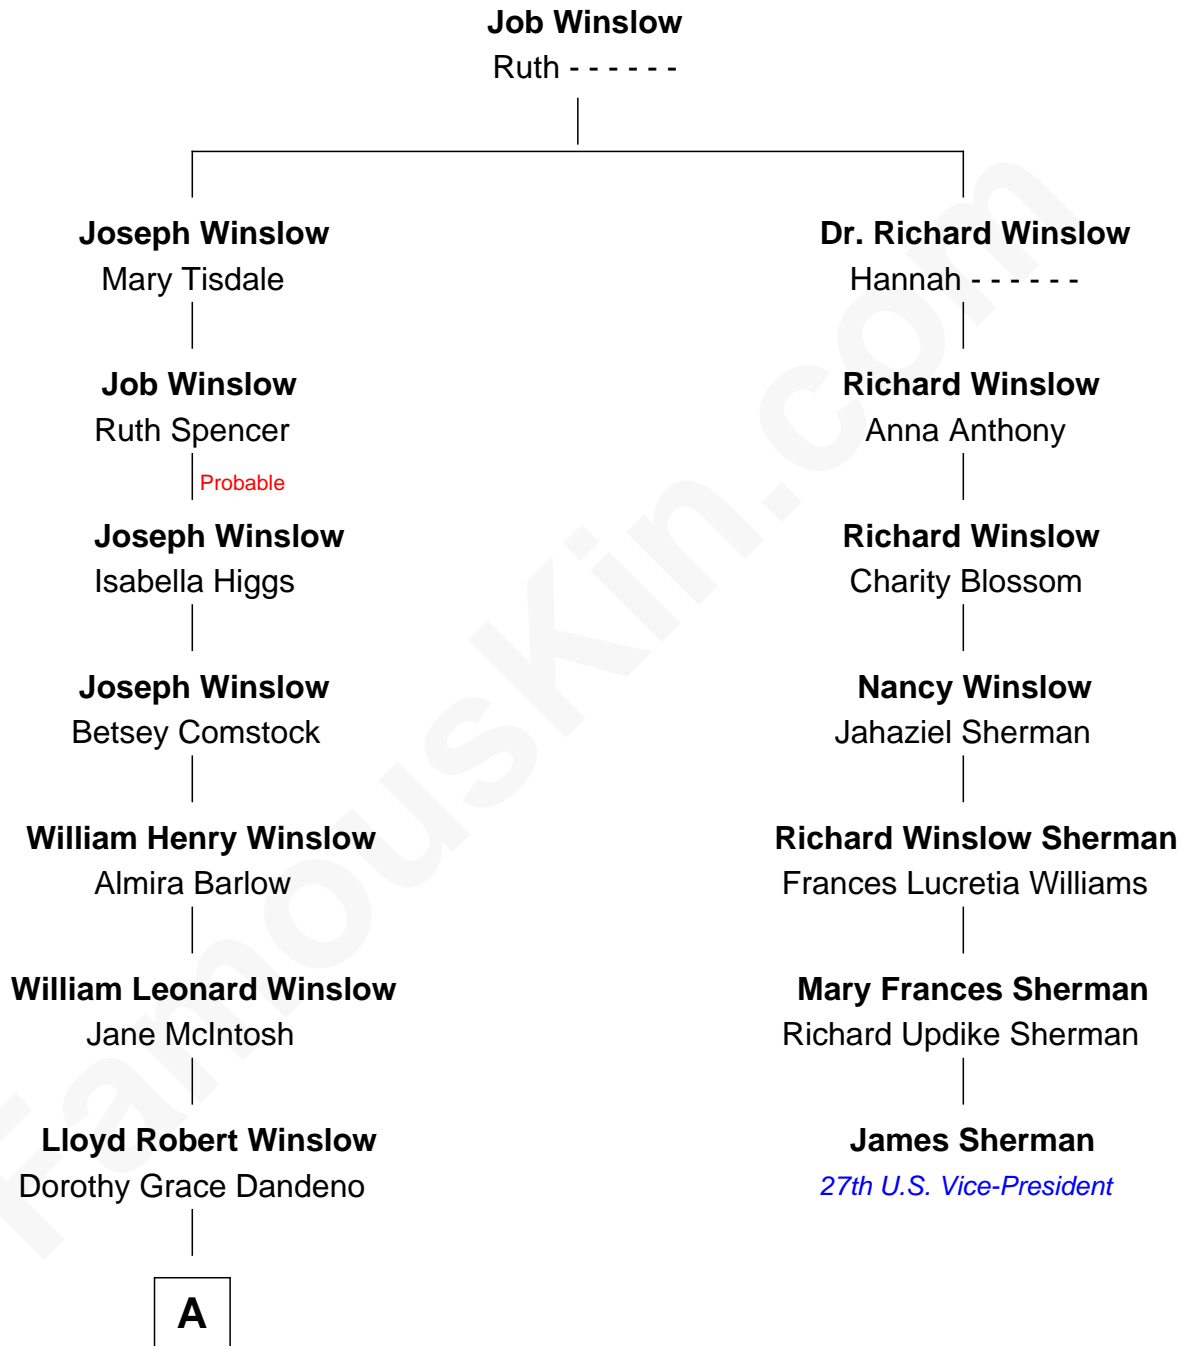 Job Winslow
Ruth - - - - - -
Joseph Winslow
Mary Tisdale
Dr. Richard Winslow
Hannah - - - - - -
Job Winslow
Ruth Spencer
Richard Winslow
Anna Anthony
Probable
Joseph Winslow
Isabella Higgs
Richard Winslow
Charity Blossom
Joseph Winslow
Betsey Comstock
Nancy Winslow
Jahaziel Sherman
William Henry Winslow
Almira Barlow
Richard Winslow Sherman
Frances Lucretia Williams
William Leonard Winslow
Jane McIntosh
Mary Frances Sherman
Richard Updike Sherman
Lloyd Robert Winslow
Dorothy Grace Dandeno
James Sherman
27th U.S. Vice-President
A
FamousKin.com